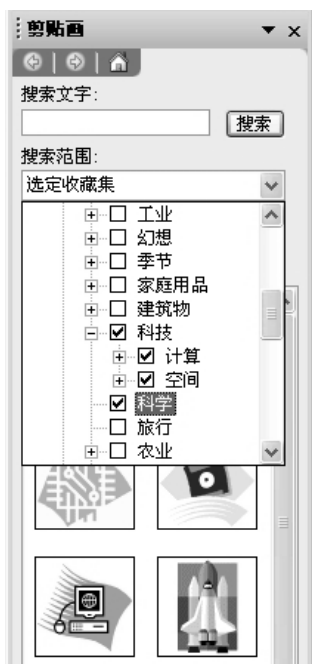 剪贴画
搜索文字:
搜索
搜索范围:
选定收藏集
工业
幻想
季节
家庭用品
建筑物
科技
计算
空间
科学
旅行
农业